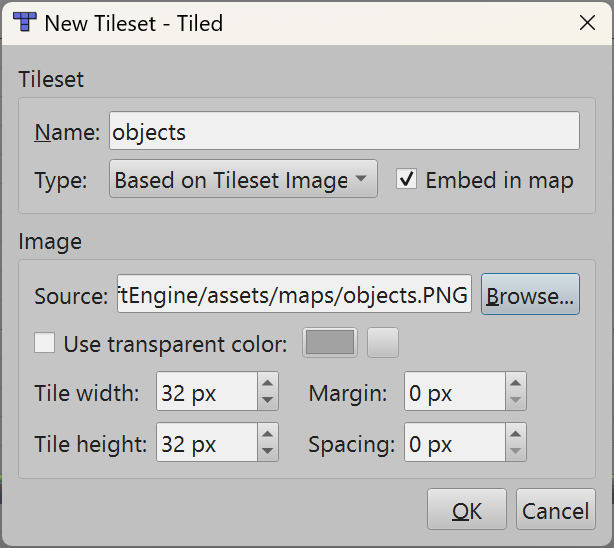 New Tileset - Tiled
Tileset
Name: objects
Type: Based on Tileset Image Embed in map
Image
Source: ftEngine/assets/maps/objects.PNG Browse...
Use transparent color:
Tile width: 32 px Margin: 0 px
Tile height: 32 px Spacing: 0 px
OK Cancel